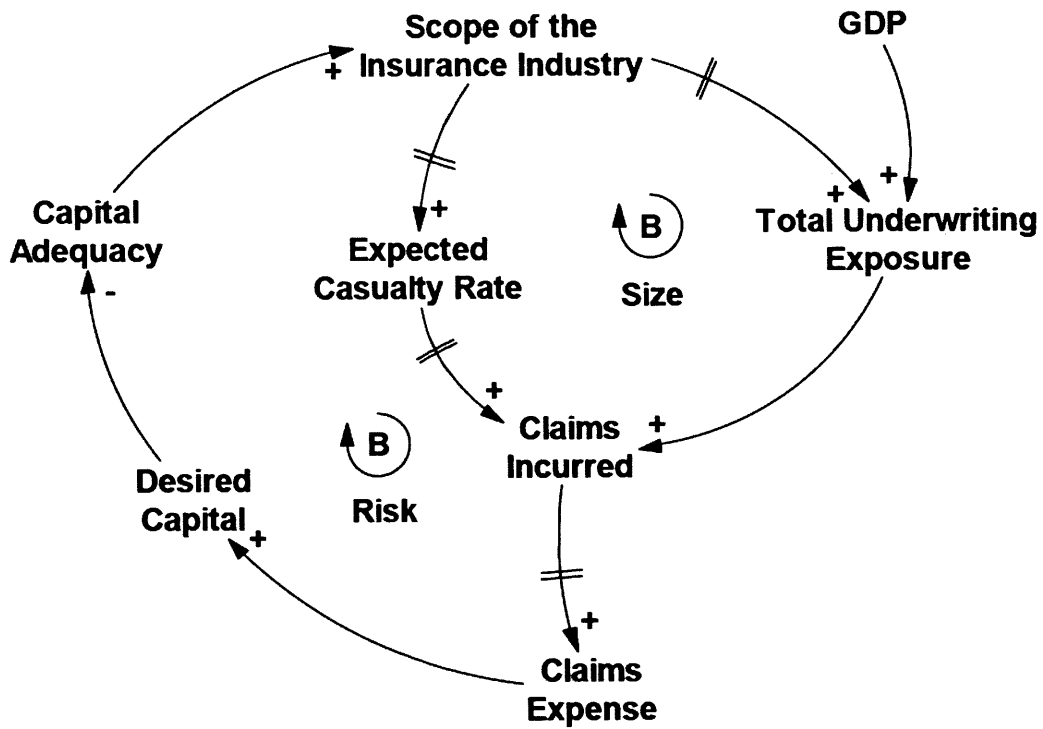 Scope of the
Insurance Industry
GDP
+
+
+
Capital
Adequacy
+
Expected
Casualty Rate
B
Size
Total Underwriting
Exposure
-
+
Claims
Incurred
+
B
Risk
Desired
Capital
+
+
Claims
Expense